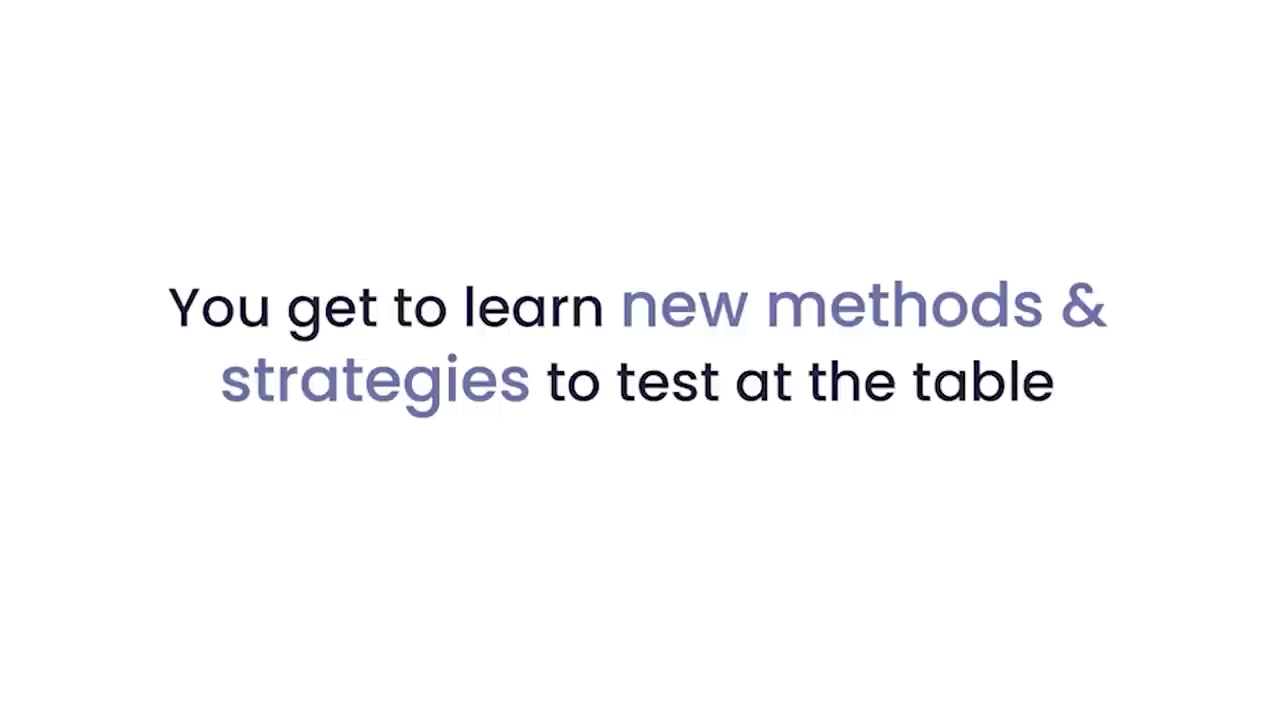 You get to learn new methods &
strategies to test at the table